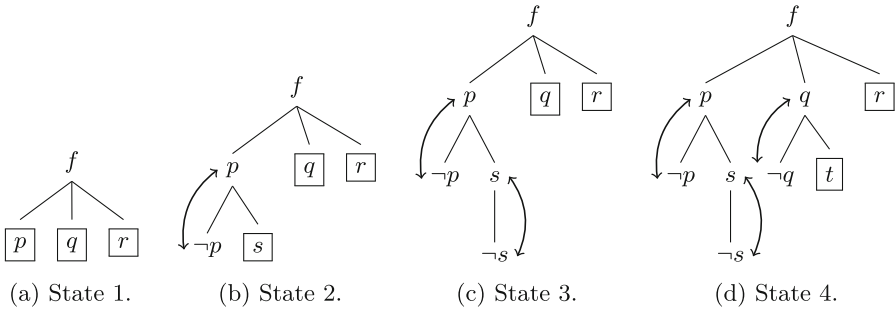 f
p q r
(a) State 1.
f
p q r
¬p s
(b) State 2.
f
p q r
¬p s
¬s
(c) State 3.
f
p q r
¬p s ¬q t
¬s
(d) State 4.